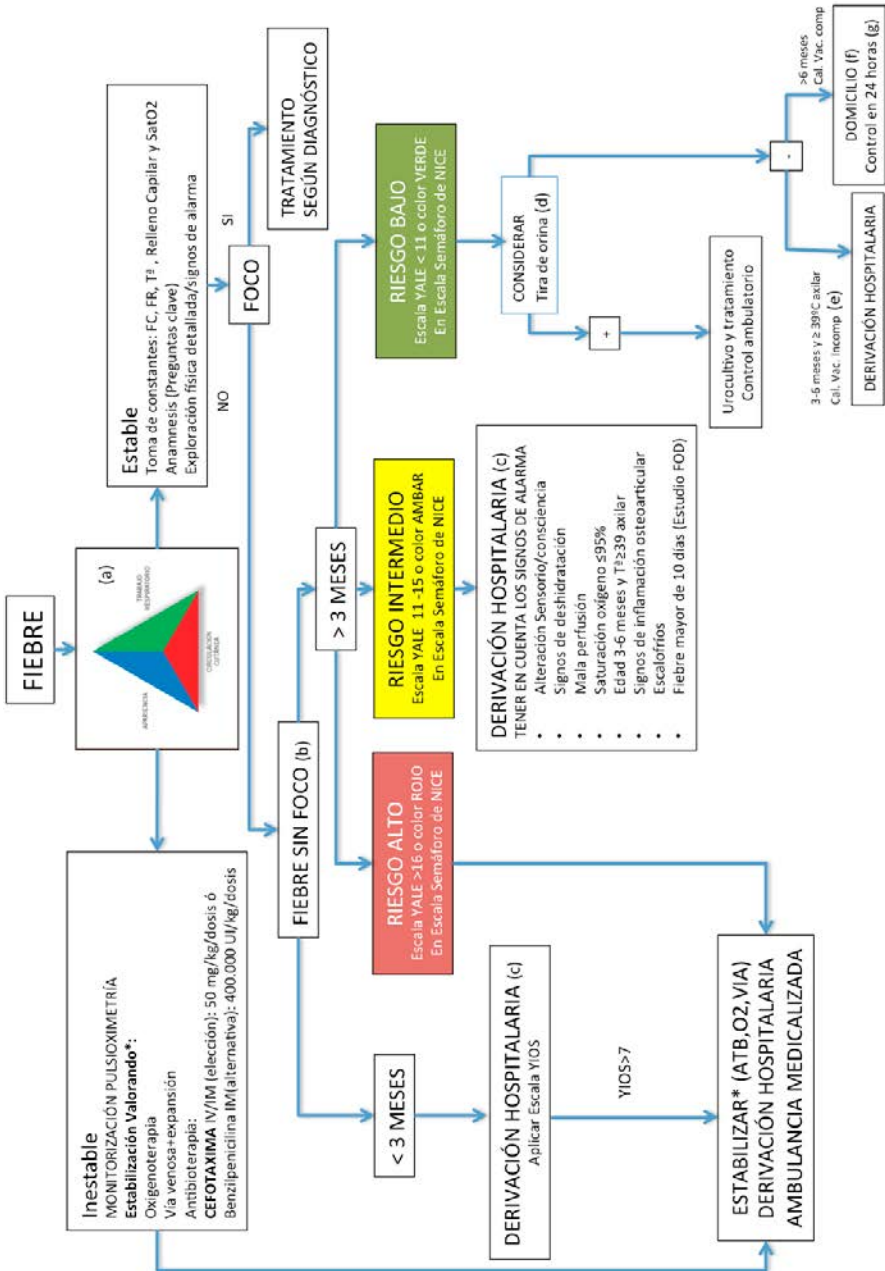 FIEBRE
(a)
APARIENCIA
TRABAJO
RESPIRATORIO
CIRCULACION
CUTÁNEA
Inestable
MONITORIZACIÓN PULSIOXIMETRÍA
Estabilización Valorando*:
Oxigenoterapia
Vía venosa+expansión
Antibioterapia:
CEFOTAXIMA IV/IM (elección): 50 mg/kg/dosis ó
Benzilpenicilina IM(alternativa): 400.000 UI/kg/dosis
Estable
Toma de constantes: FC, FR, Tª , Relleno Capilar y SatO2
Anamnesis (Preguntas clave)
Exploración física detallada/signos de alarma
NO
SI
FOCO
TRATAMIENTO
SEGÚN DIAGNÓSTICO
FIEBRE SIN FOCO (b)
< 3 MESES
> 3 MESES
DERIVACIÓN HOSPITALARIA (c)
Aplicar Escala YIOS
YIOS>7
RIESGO ALTO
Escala YALE >16 o color ROJO
En Escala Semáforo de NICE
RIESGO INTERMEDIO
Escala YALE 11 -15 o color AMBAR
En Escala Semáforo de NICE
RIESGO BAJO
Escala YALE < 11 o color VERDE
En Escala Semáforo de NICE
DERIVACIÓN HOSPITALARIA (c)
TENER EN CUENTA LOS SIGNOS DE ALARMA
• Alteración Sensorio/consciencia
• Signos de deshidratación
• Mala perfusión
• Saturación oxígeno ≤95%
• Edad 3-6 meses y Tª≥39 axilar
• Signos de inflamación osteoarticular
• Escalofríos
• Fiebre mayor de 10 días (Estudio FOD)
CONSIDERAR
Tira de orina (d)
+
-
Urocultivo y tratamiento
Control ambulatorio
3-6 meses y ≥ 39ºC axilar
Cal. Vac. Incomp (e)
>6 meses
Cal. Vac. comp
DERIVACIÓN HOSPITALARIA
DOMICILIO (f)
Control en 24 horas (g)
ESTABILIZAR* (ATB,O2,VIA)
DERIVACIÓN HOSPITALARIA
AMBULANCIA MEDICALIZADA